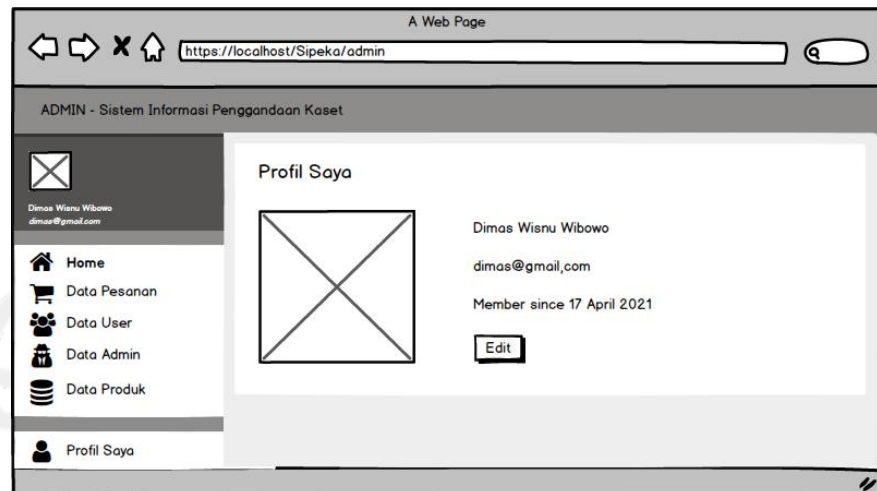 A Web Page
https://localhost/Sipeka/admin
ADMIN - Sistem Informasi Penggandaan Kaset
Dimas Wisnu Wibowo
dimas@gmail.com
Home
Data Pesanan
Data User
Data Admin
Data Produk
Profil Saya
Profil Saya
Dimas Wisnu Wibowo
dimas@gmail,com
Member since 17 April 2021
Edit